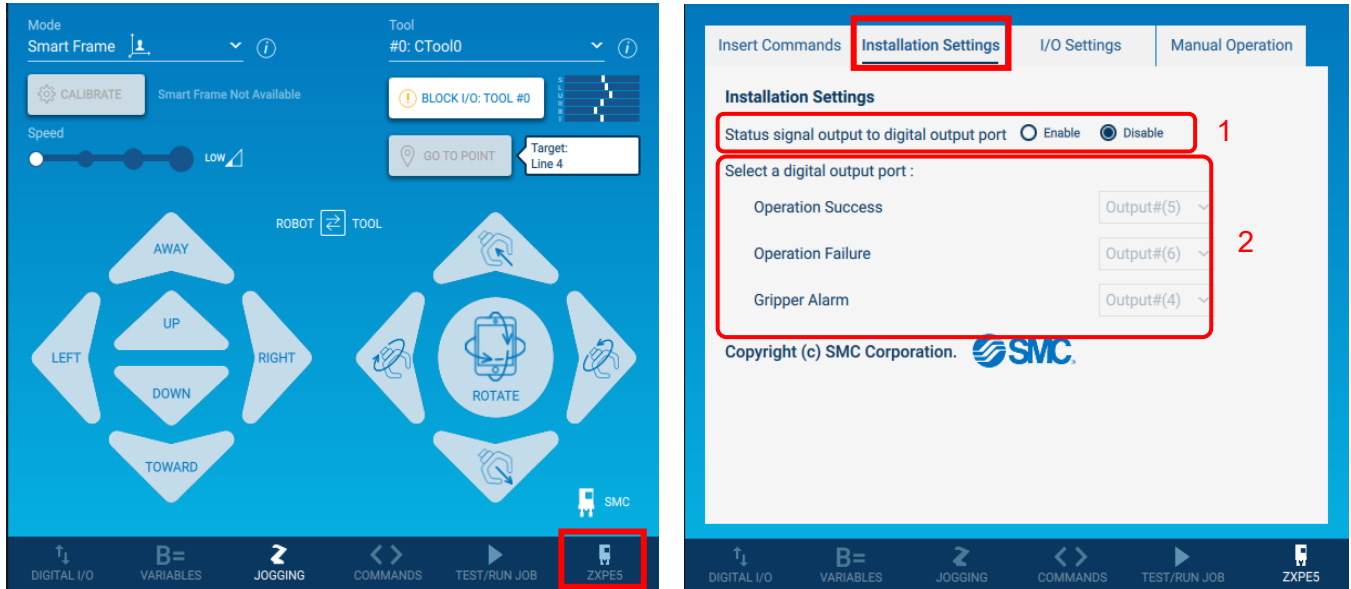 Mode
Smart Frame
Tool
#0: CTool0
CALIBRATE
Smart Frame Not Available
BLOCK I/O: TOOL #0
S
L
U
R
B
T
Speed
LOW
GO TO POINT
Target:
Line 4
ROBOT TOOL
AWAY
UP
LEFT
RIGHT
DOWN
TOWARD
ROTATE
SMC
DIGITAL I/O
B=
VARIABLES
JOGGING
COMMANDS
TEST/RUN JOB
ZXPE5
Insert Commands
Installation Settings
I/O Settings
Manual Operation
Installation Settings
Status signal output to digital output port Enable Disable
1
Select a digital output port :
Operation Success Output#(5)
Operation Failure Output#(6)
2
Gripper Alarm Output#(4)
Copyright (c) SMC Corporation. SMC.
DIGITAL I/O
B=
VARIABLES
JOGGING
COMMANDS
TEST/RUN JOB
ZXPE5